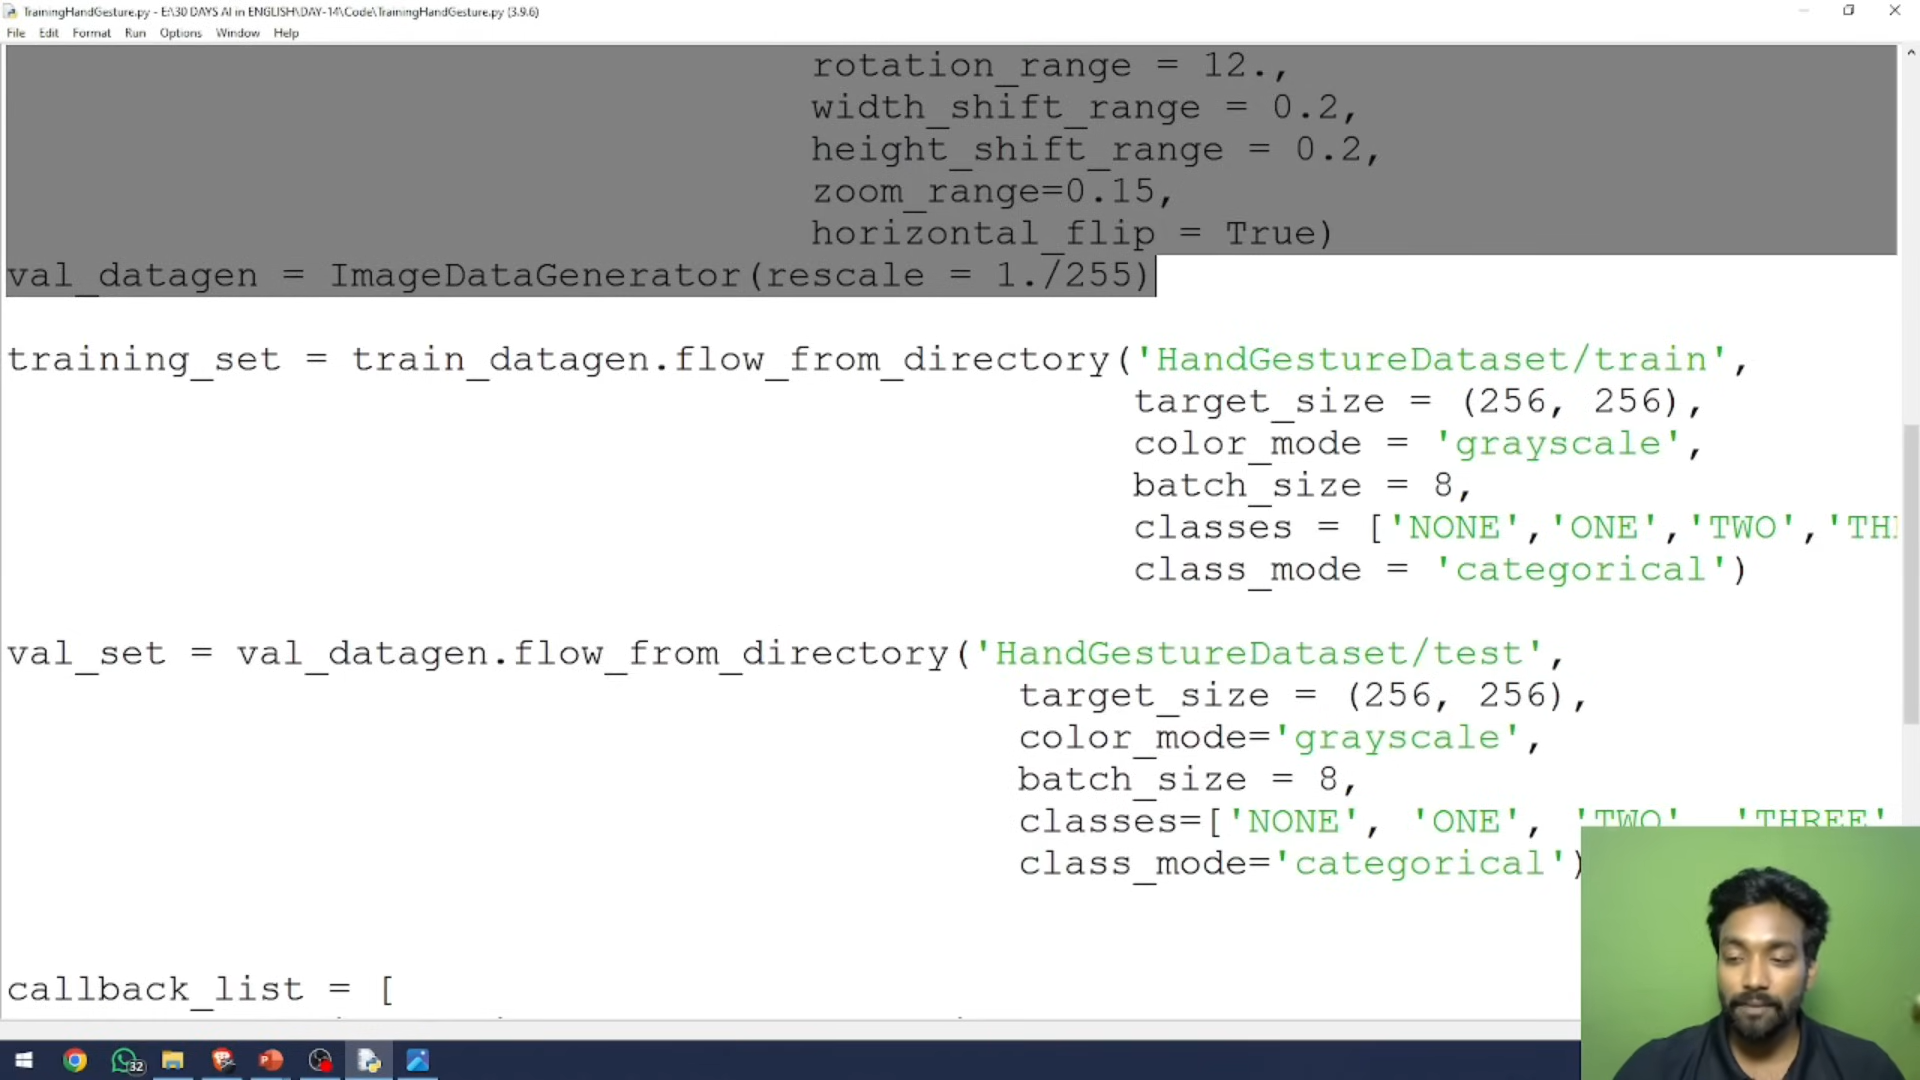 TrainingHandGesture.py - E:\30 DAYS AI in ENGLISH\DAY-14\Code\TrainingHandGesture.py (3.9.6)
File Edit Format Run Options Window Help
rotation_range = 12.,
width_shift_range = 0.2,
height_shift_range = 0.2,
zoom_range=0.15,
horizontal_flip = True)
val_datagen = ImageDataGenerator(rescale = 1./255)
training_set = train_datagen.flow_from_directory('HandGestureDataset/train',
target_size = (256, 256),
color_mode = 'grayscale',
batch_size = 8,
classes = ['NONE','ONE','TWO','TH
class_mode = 'categorical')
val_set = val_datagen.flow_from_directory('HandGestureDataset/test',
target_size = (256, 256),
color_mode='grayscale',
batch_size = 8,
classes=['NONE', 'ONE', 'TWO', 'THREE'
class_mode='categorical')
callback_list = [
32